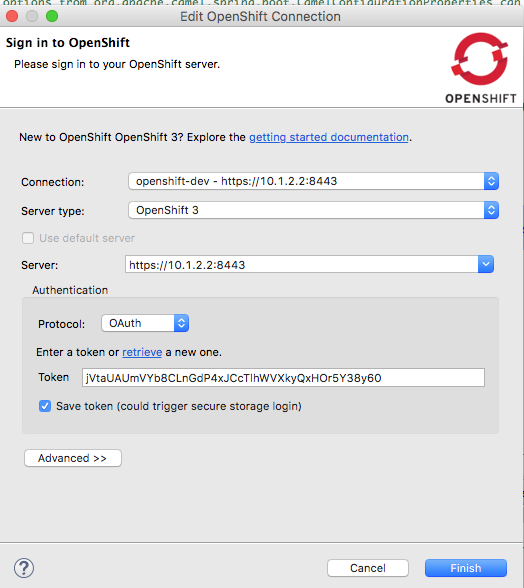 options from org.apache.camel.spring.boot.CamelConfigurationProperties can
Edit OpenShift Connection
Sign in to OpenShift
Please sign in to your OpenShift server.
OPENSHIFT
New to OpenShift OpenShift 3? Explore the getting started documentation.
Connection: openshift-dev - https://10.1.2.2:8443
Server type: OpenShift 3
Use default server
Server: https://10.1.2.2:8443
Authentication
Protocol: OAuth
Enter a token or retrieve a new one.
Token jVtaUAUmVYb8CLnGdP4xJCcTlhWVXkyQxHOr5Y38y60
Save token (could trigger secure storage login)
Advanced >>
?
Cancel Finish